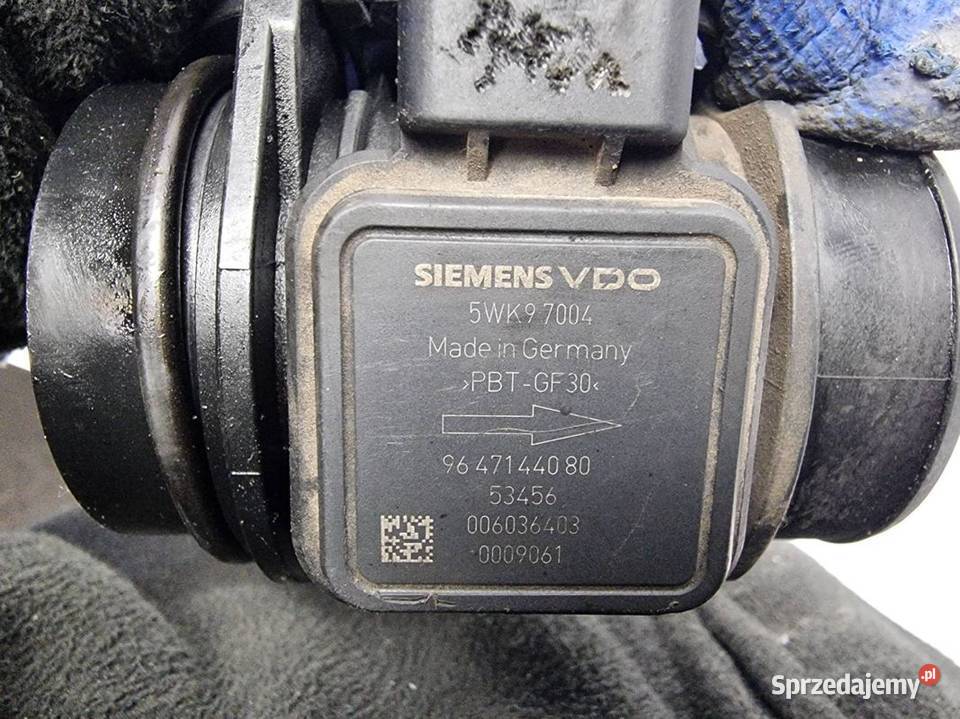 SIEMENS VDO
5WK9 7004
Made in Germany
›PBT-GF30‹
96 471440 80
53456
006036403
0009061
Sprzedajemy.pl